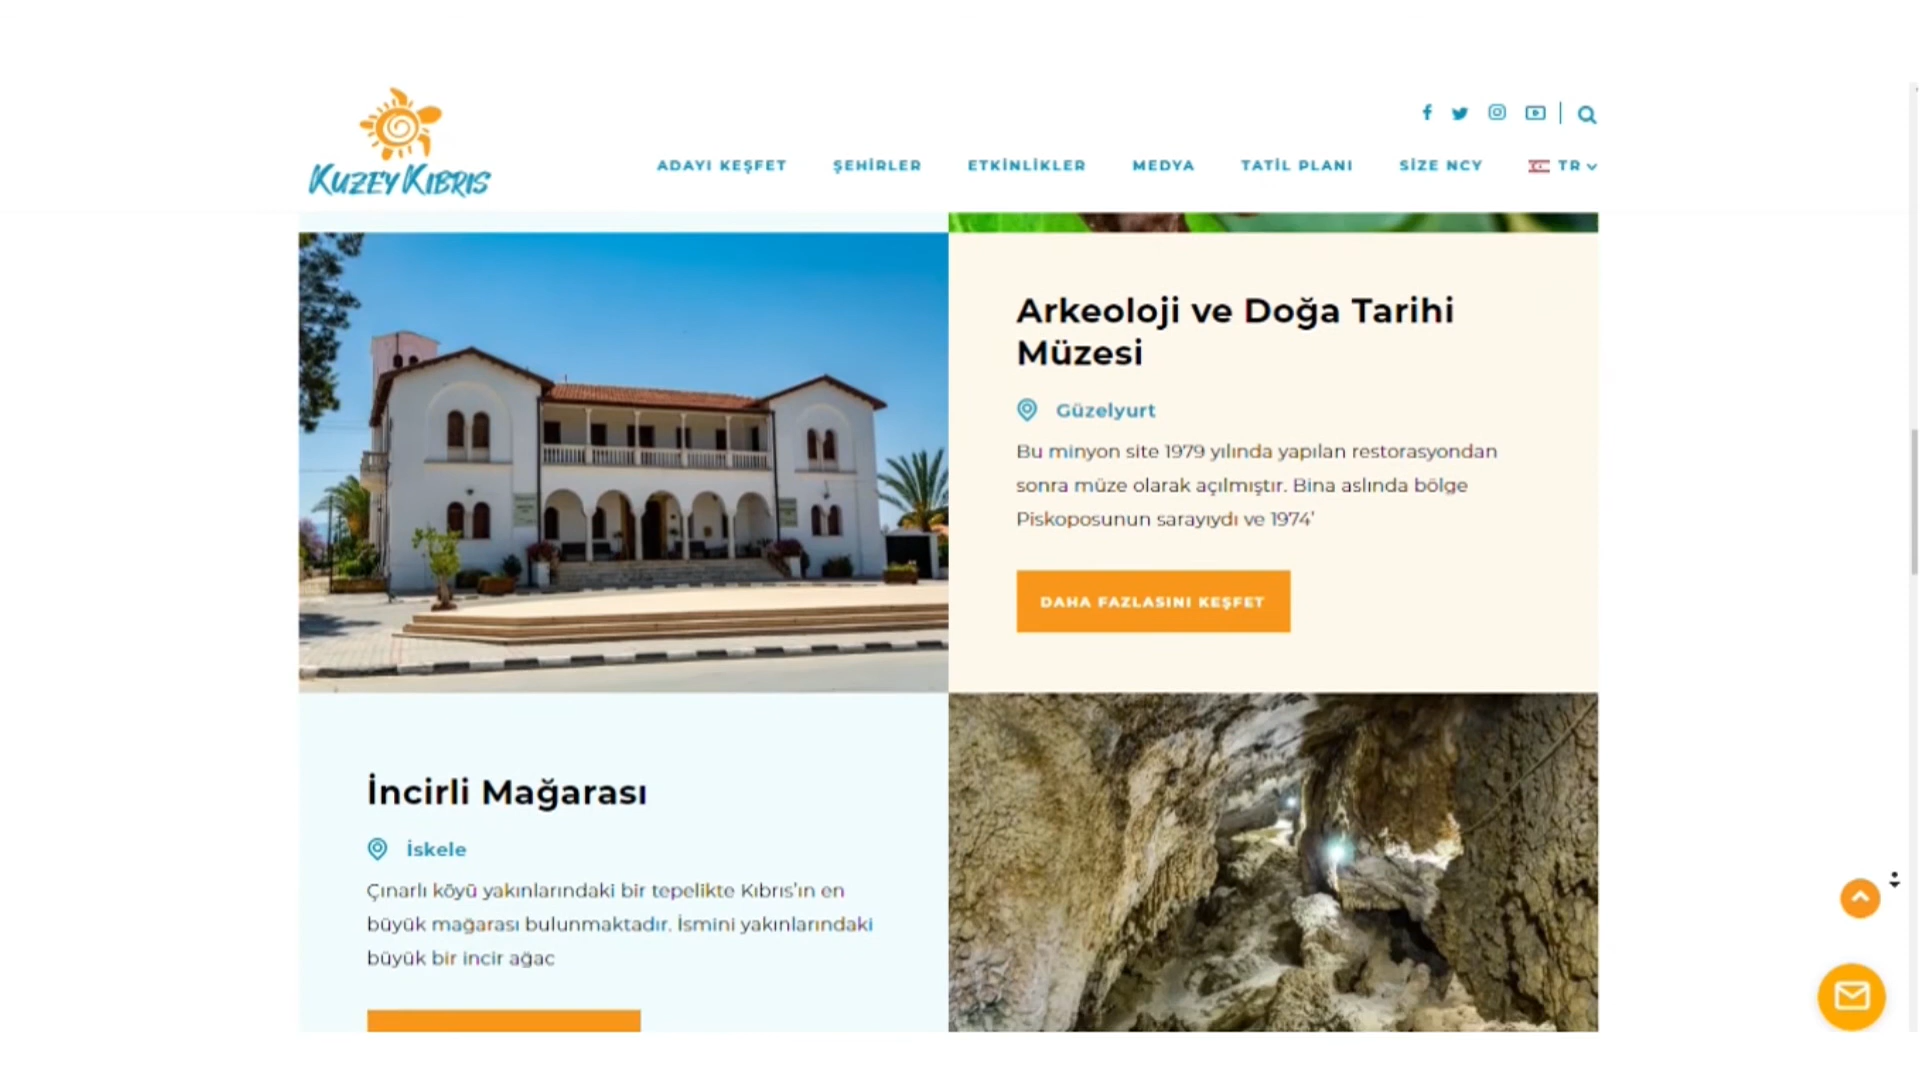 KUZEY KIBRIS
ADAYI KEŞFET ŞEHİRLER ETKİNLİKLER MEDYA TATİL PLANI SİZE NCY TR
Arkeoloji ve Doğa Tarihi
Müzesi
Güzelyurt
Bu minyon site 1979 yılında yapılan restorasyondan
sonra müze olarak açılmıştır. Bina aslında bölge
Piskoposunun sarayıydı ve 1974'
DAHA FAZLASINI KEŞFET
İncirli Mağarası
İskele
Çınarlı köyü yakınlarındaki bir tepelikte Kıbrıs'ın en
büyük mağarası bulunmaktadır. İsmini yakınlarındaki
büyük bir incir ağac